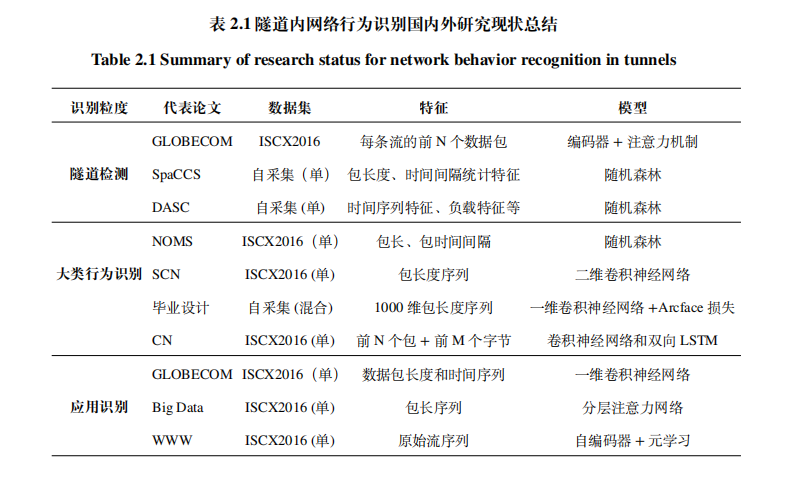 表 2.1 隧道内网络行为识别国内外研究现状总结
Table 2.1 Summary of research status for network behavior recognition in tunnels
识别粒度 代表论文 数据集 特征 模型
GLOBECOM ISCX2016 每条流的前 N 个数据包 编码器 + 注意力机制
隧道检测 SpaCCS 自采集（单） 包长度、时间间隔统计特征 随机森林
DASC 自采集 (单) 时间序列特征、负载特征等 随机森林
NOMS ISCX2016（单） 包长、包时间间隔 随机森林
大类行为识别 SCN ISCX2016 (单) 包长度序列 二维卷积神经网络
毕业设计 自采集 (混合) 1000 维包长度序列 一维卷积神经网络 +Arcface 损失
CN ISCX2016 (单) 前 N 个包 + 前 M 个字节 卷积神经网络和双向 LSTM
GLOBECOM ISCX2016（单） 数据包长度和时间序列 一维卷积神经网络
应用识别 Big Data ISCX2016 (单) 包长序列 分层注意力网络
WWW ISCX2016 (单) 原始流序列 自编码器 + 元学习